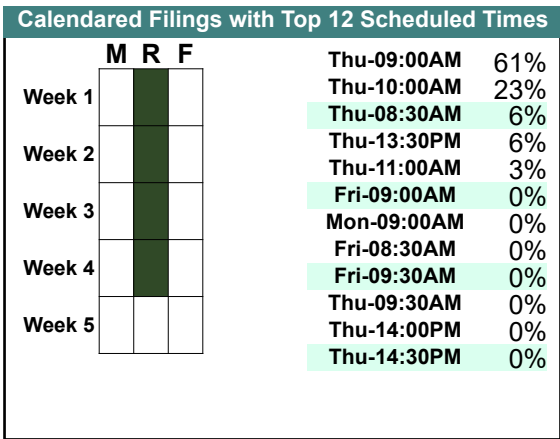 Calendared Filings with Top 12 Scheduled Times
M R F
Week 1
Week 2
Week 3
Week 4
Week 5
Thu-09:00AM 61%
Thu-10:00AM 23%
Thu-08:30AM 6%
Thu-13:30PM 6%
Thu-11:00AM 3%
Fri-09:00AM 0%
Mon-09:00AM 0%
Fri-08:30AM 0%
Fri-09:30AM 0%
Thu-09:30AM 0%
Thu-14:00PM 0%
Thu-14:30PM 0%